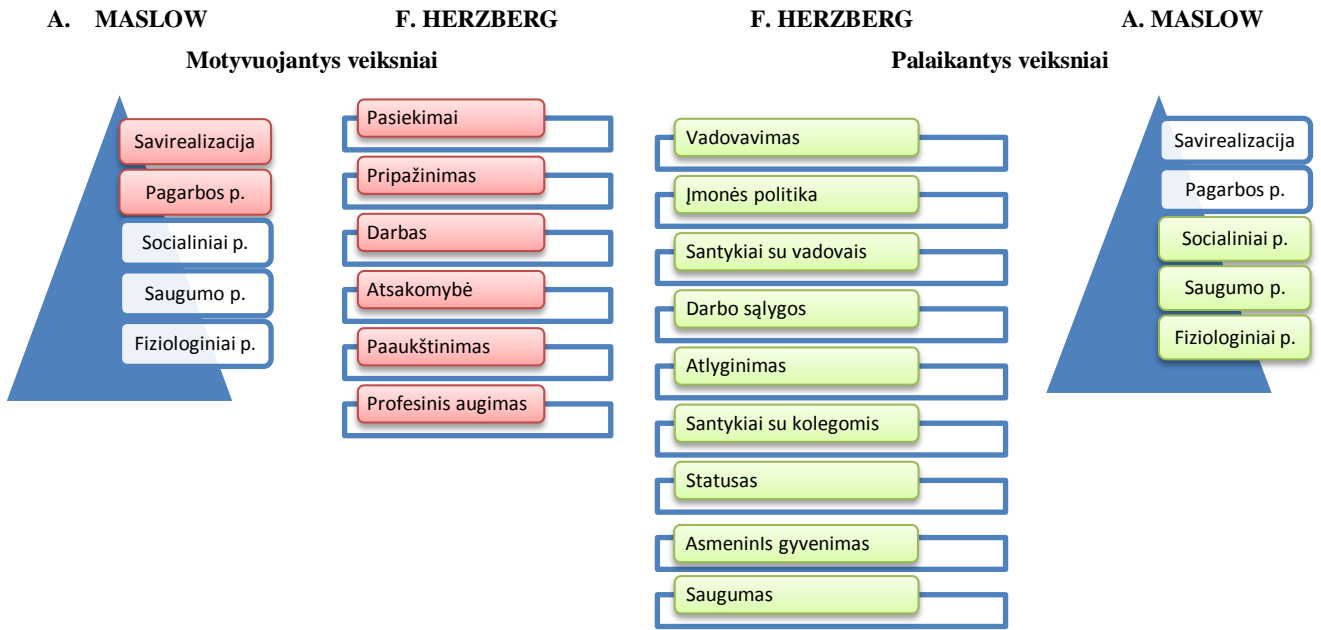 A. MASLOW
F. HERZBERG
F. HERZBERG
A. MASLOW
Motyvuojantys veiksniai
Palaikantys veiksniai
Savirealizacija
Pagarbos p.
Socialiniai p.
Saugumo p.
Fiziologiniai p.
Pasiekimai
Pripažinimas
Darbas
Atsakomybė
Paaukštinimas
Profesinis augimas
Vadovavimas
Įmonės politika
Santykiai su vadovais
Darbo sąlygos
Atlyginimas
Santykiai su kolegomis
Statusas
AsmeninIs gyvenimas
Saugumas
Savirealizacija
Pagarbos p.
Socialiniai p.
Saugumo p.
Fiziologiniai p.